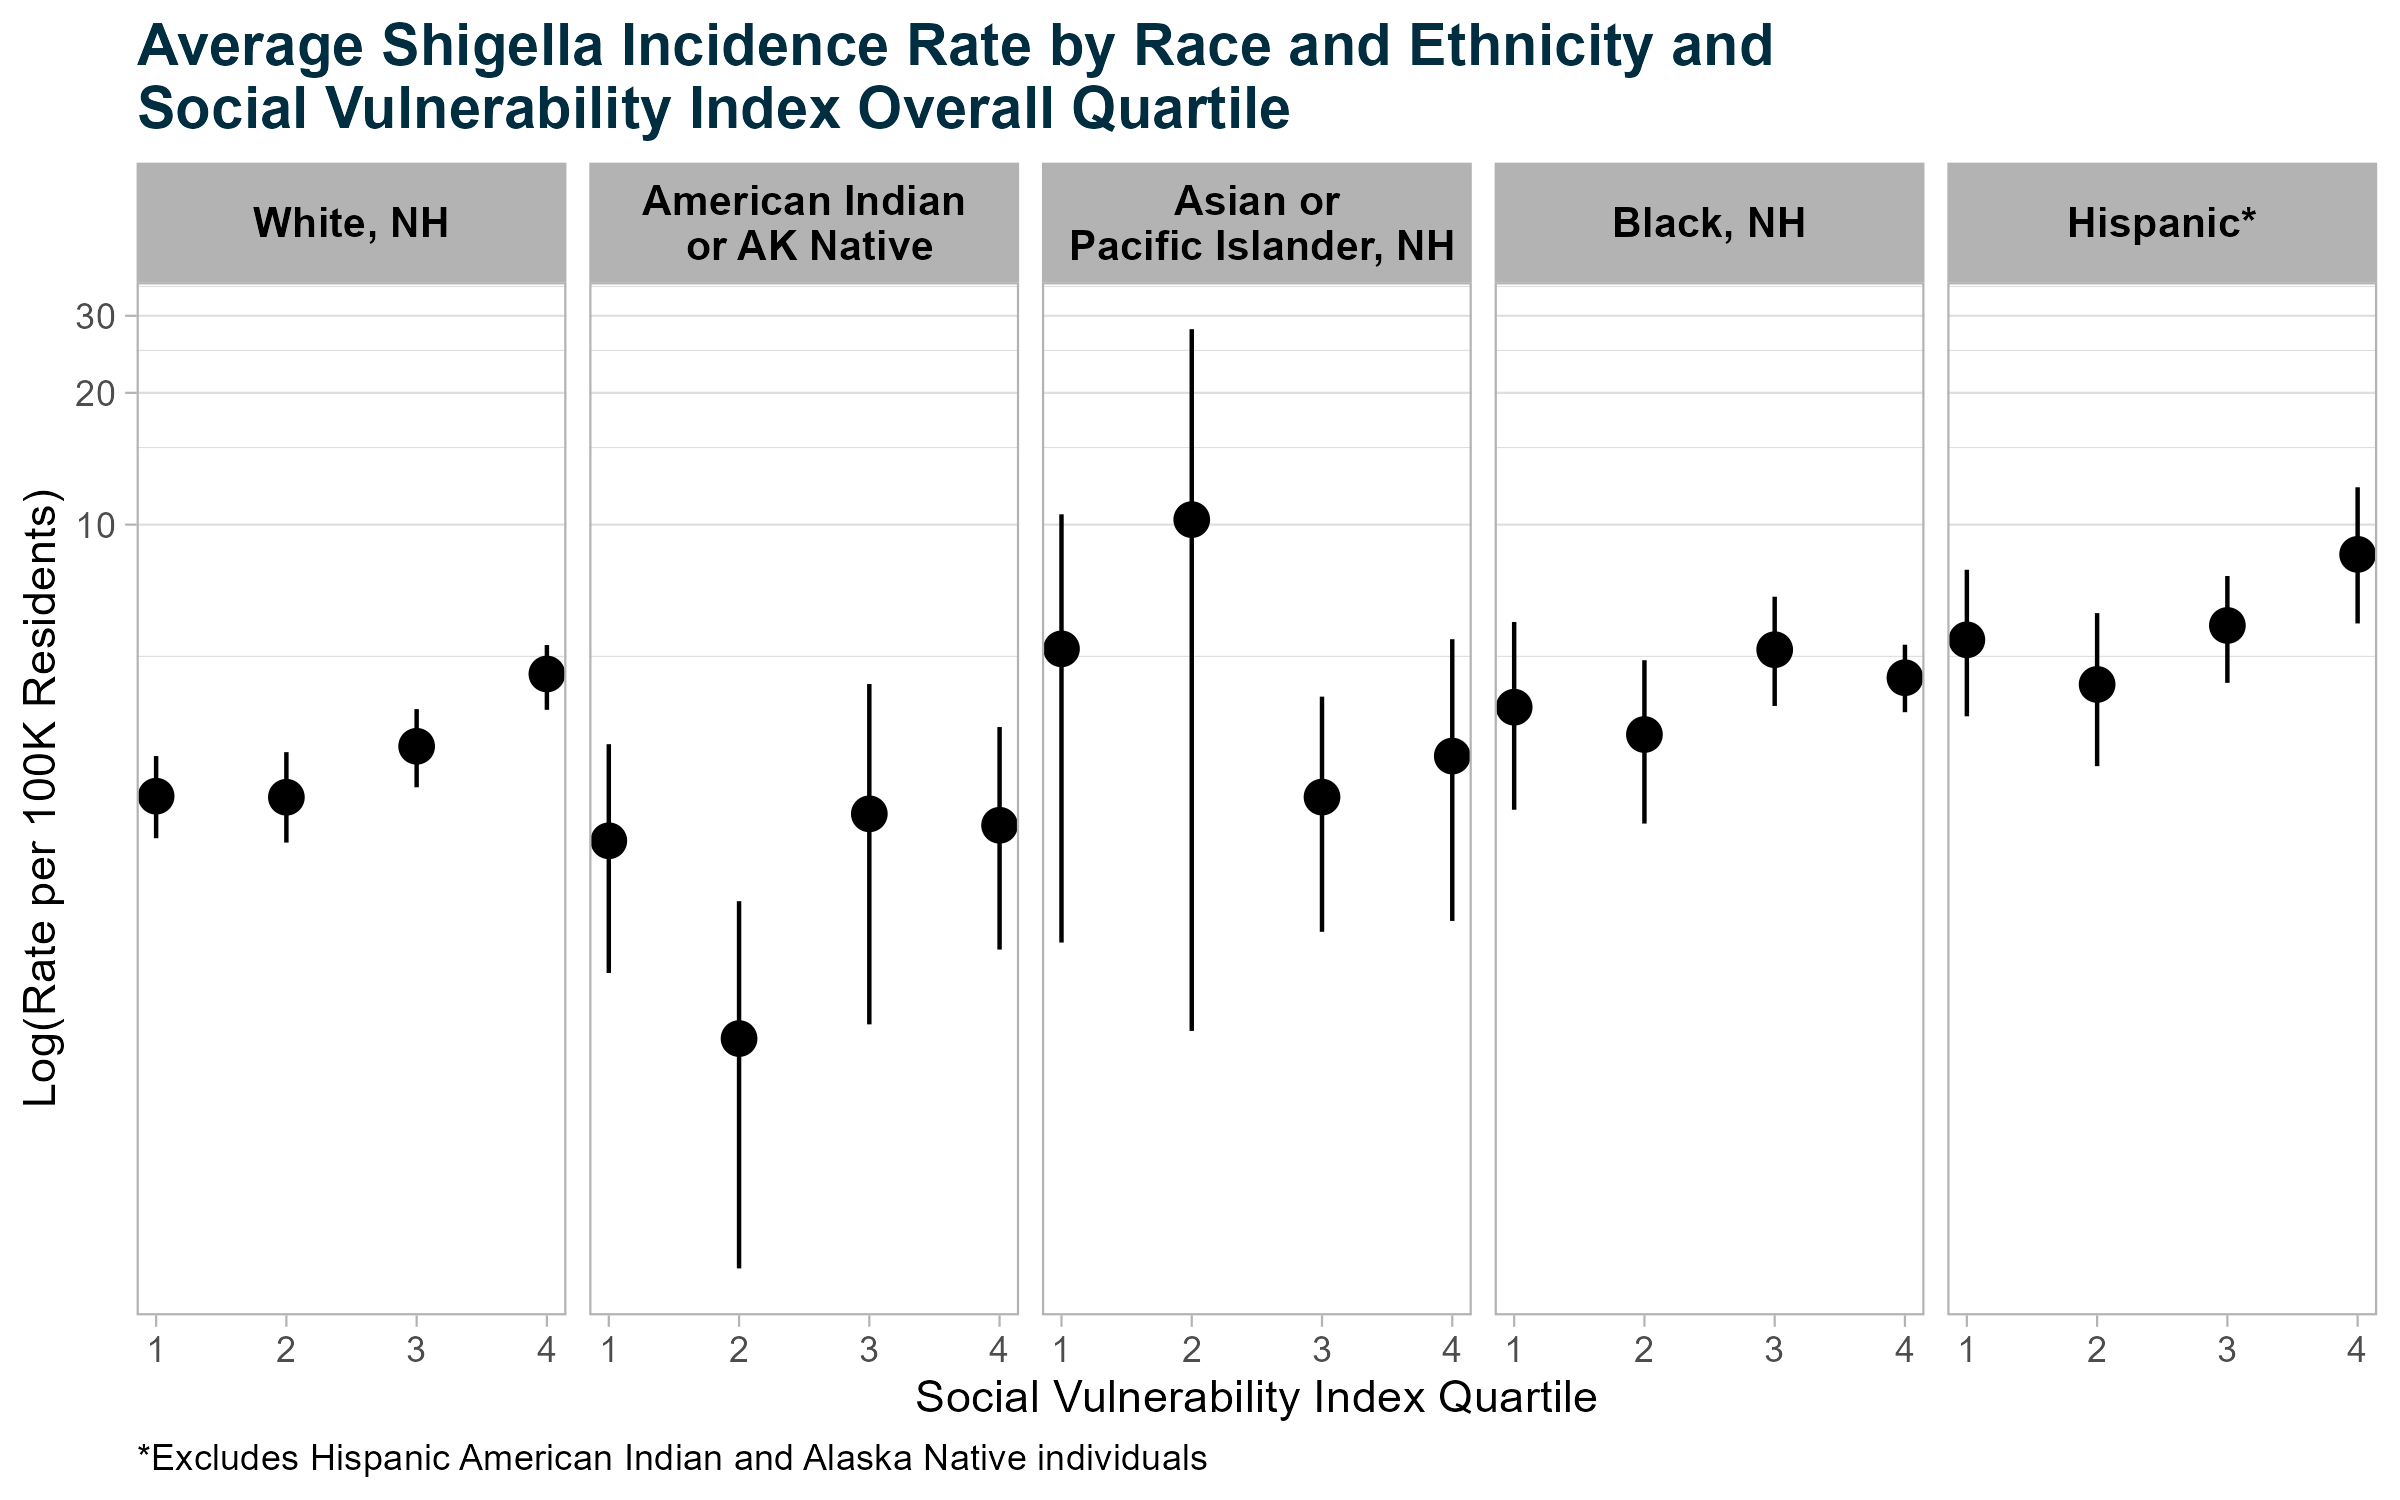 Average Shigella Incidence Rate by Race and Ethnicity and
Social Vulnerability Index Overall Quartile
White, NH
American Indian
or AK Native
Asian or
Pacific Islander, NH
Black, NH
Hispanic*
30
20
10
Log(Rate per 100K Residents)
1 2 3 4 1 2 3 4 1 2 3 4 1 2 3 4 1 2 3 4
Social Vulnerability Index Quartile
*Excludes Hispanic American Indian and Alaska Native individuals